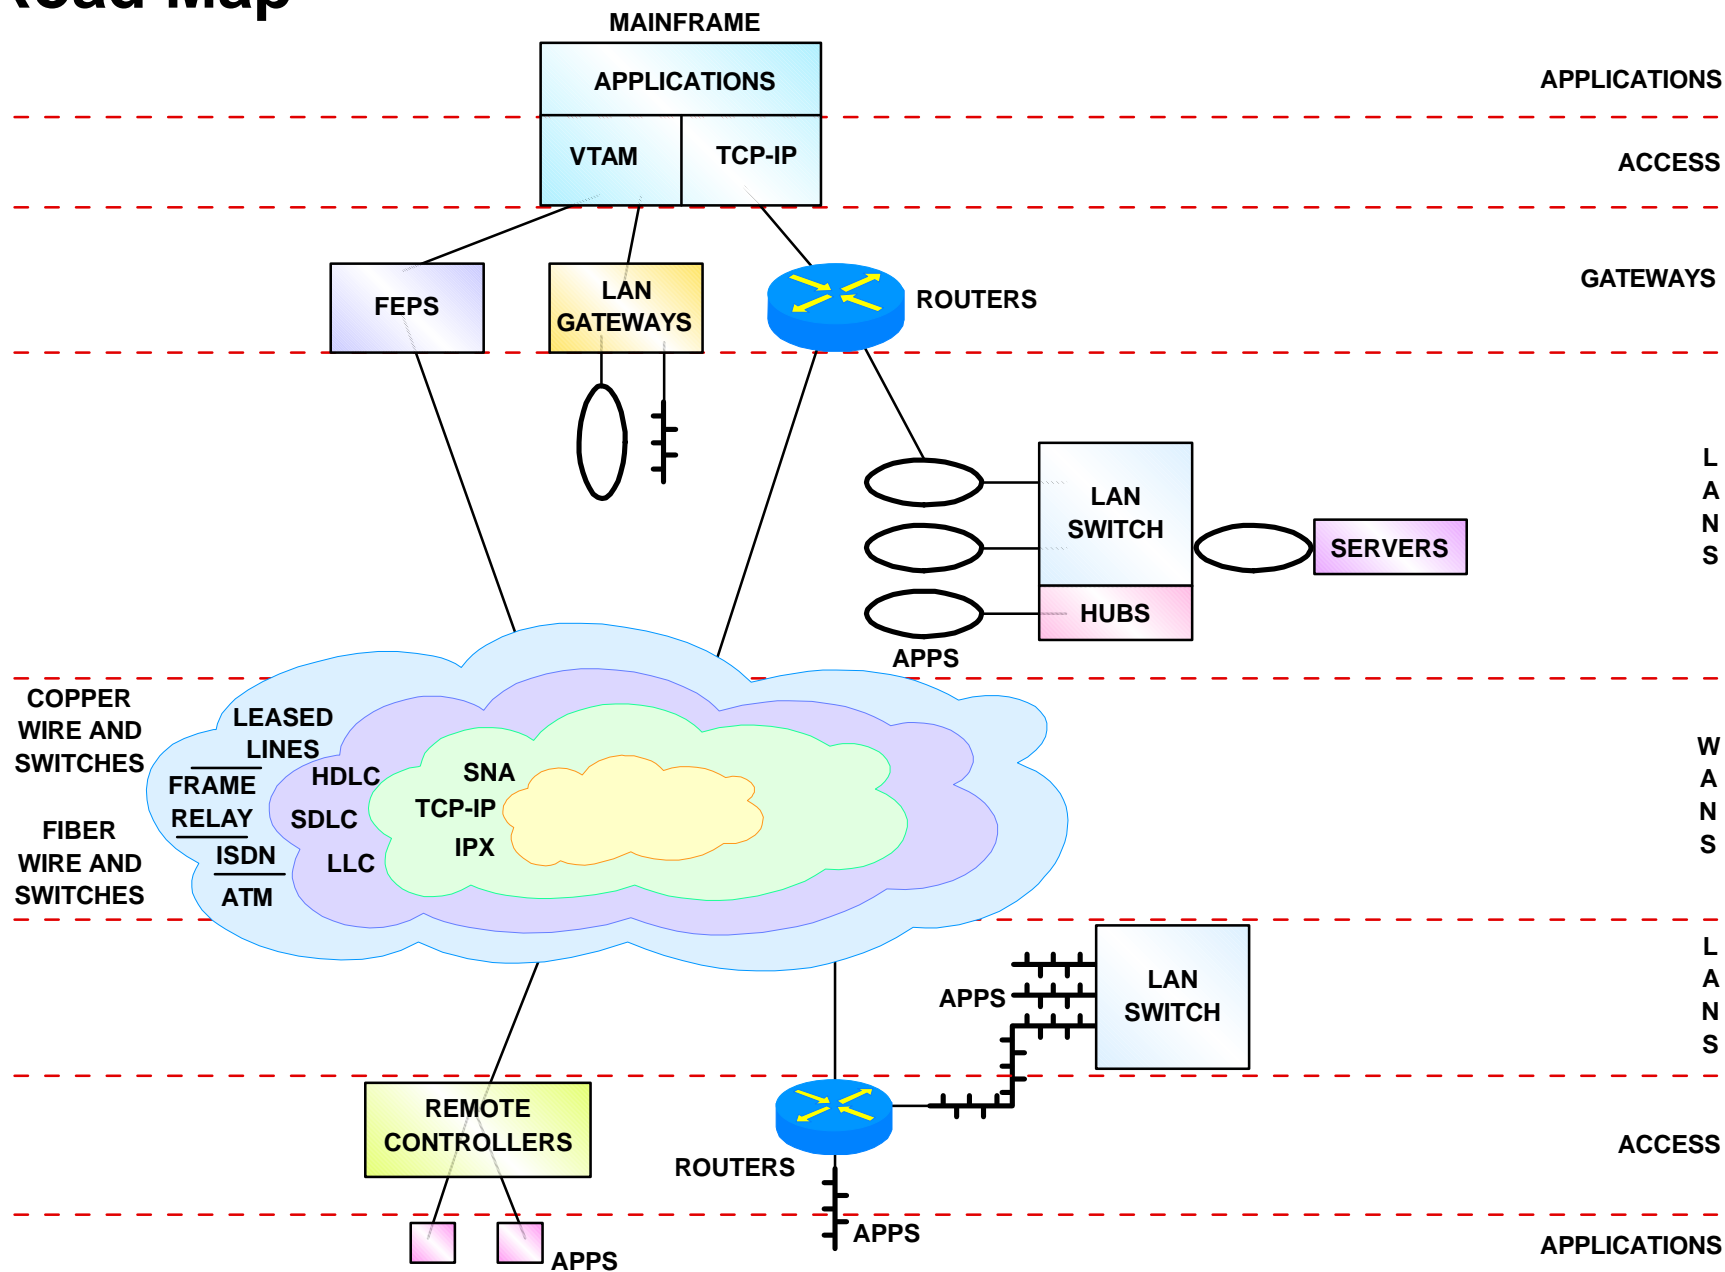 Road Map
MAINFRAME
APPLICATIONS
APPLICATIONS
VTAM
TCP-IP
ACCESS
FEPS
LAN
GATEWAYS
ROUTERS
GATEWAYS
LAN
SWITCH
SERVERS
HUBS
APPS
L
A
N
S
COPPER
WIRE AND
SWITCHES
FIBER
WIRE AND
SWITCHES
LEASED
LINES
FRAME
RELAY
ISDN
ATM
HDLC
SDLC
LLC
SNA
TCP-IP
IPX
W
A
N
S
APPS
LAN
SWITCH
L
A
N
S
REMOTE
CONTROLLERS
ROUTERS
ACCESS
APPS
APPS
APPLICATIONS